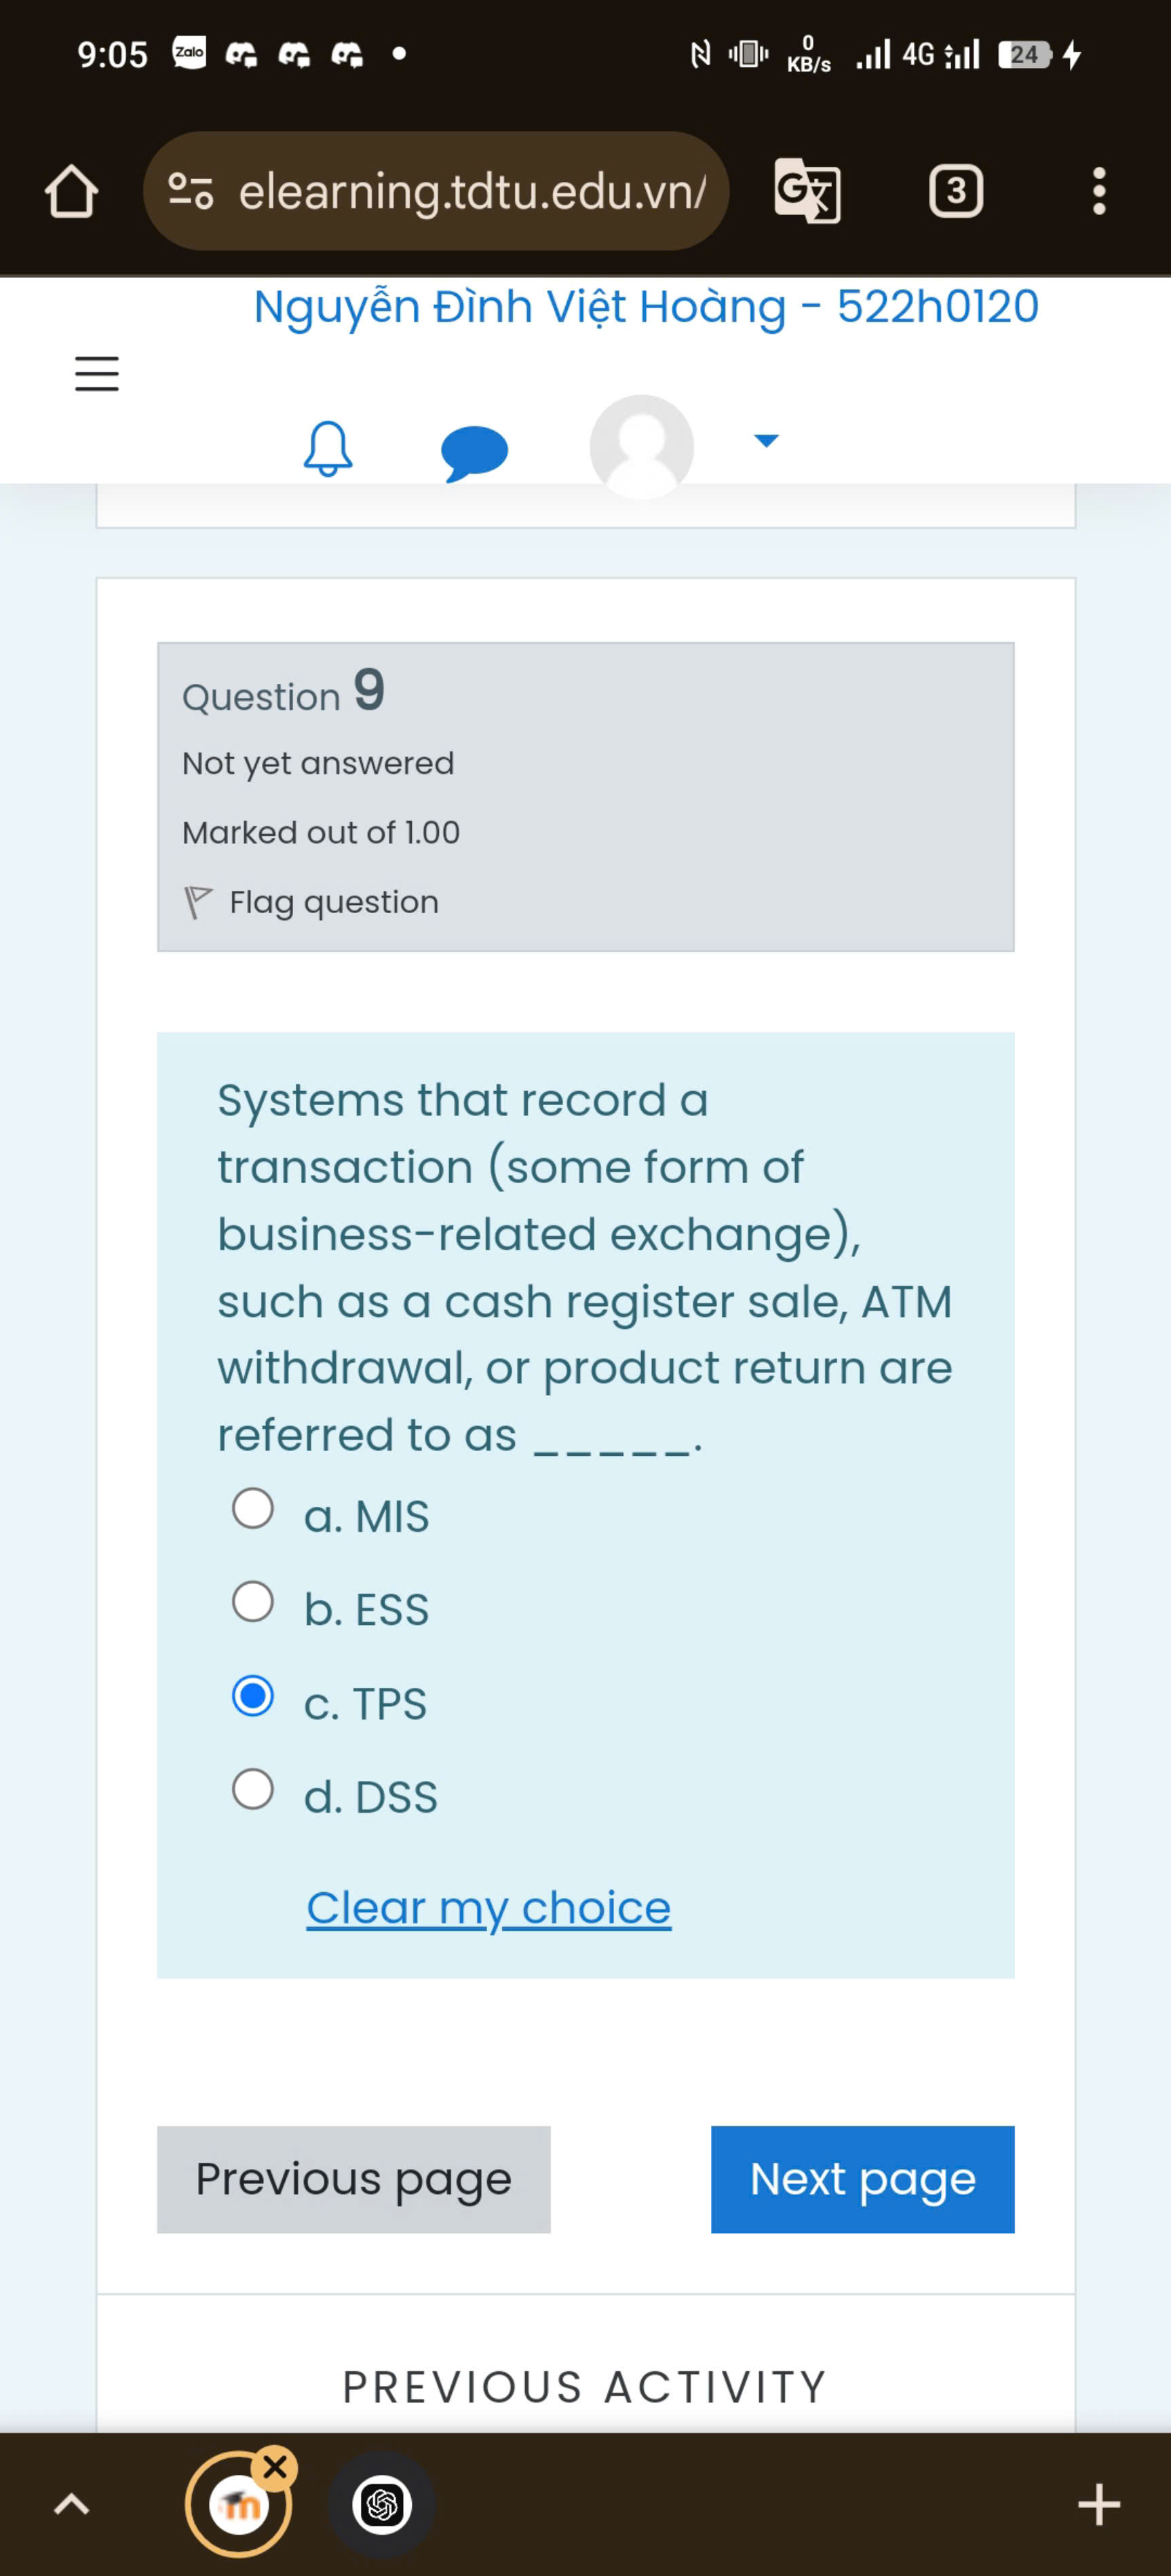 9:05 Zalo 0 KB/s 4G 24
elearning.tdtu.edu.vn/ G文 3
Nguyễn Đình Việt Hoàng - 522h0120
Question 9
Not yet answered
Marked out of 1.00
Flag question
Systems that record a
transaction (some form of
business-related exchange),
such as a cash register sale, ATM
withdrawal, or product return are
referred to as _____.
a. MIS
b. ESS
c. TPS
d. DSS
Clear my choice
Previous page Next page
PREVIOUS ACTIVITY
m